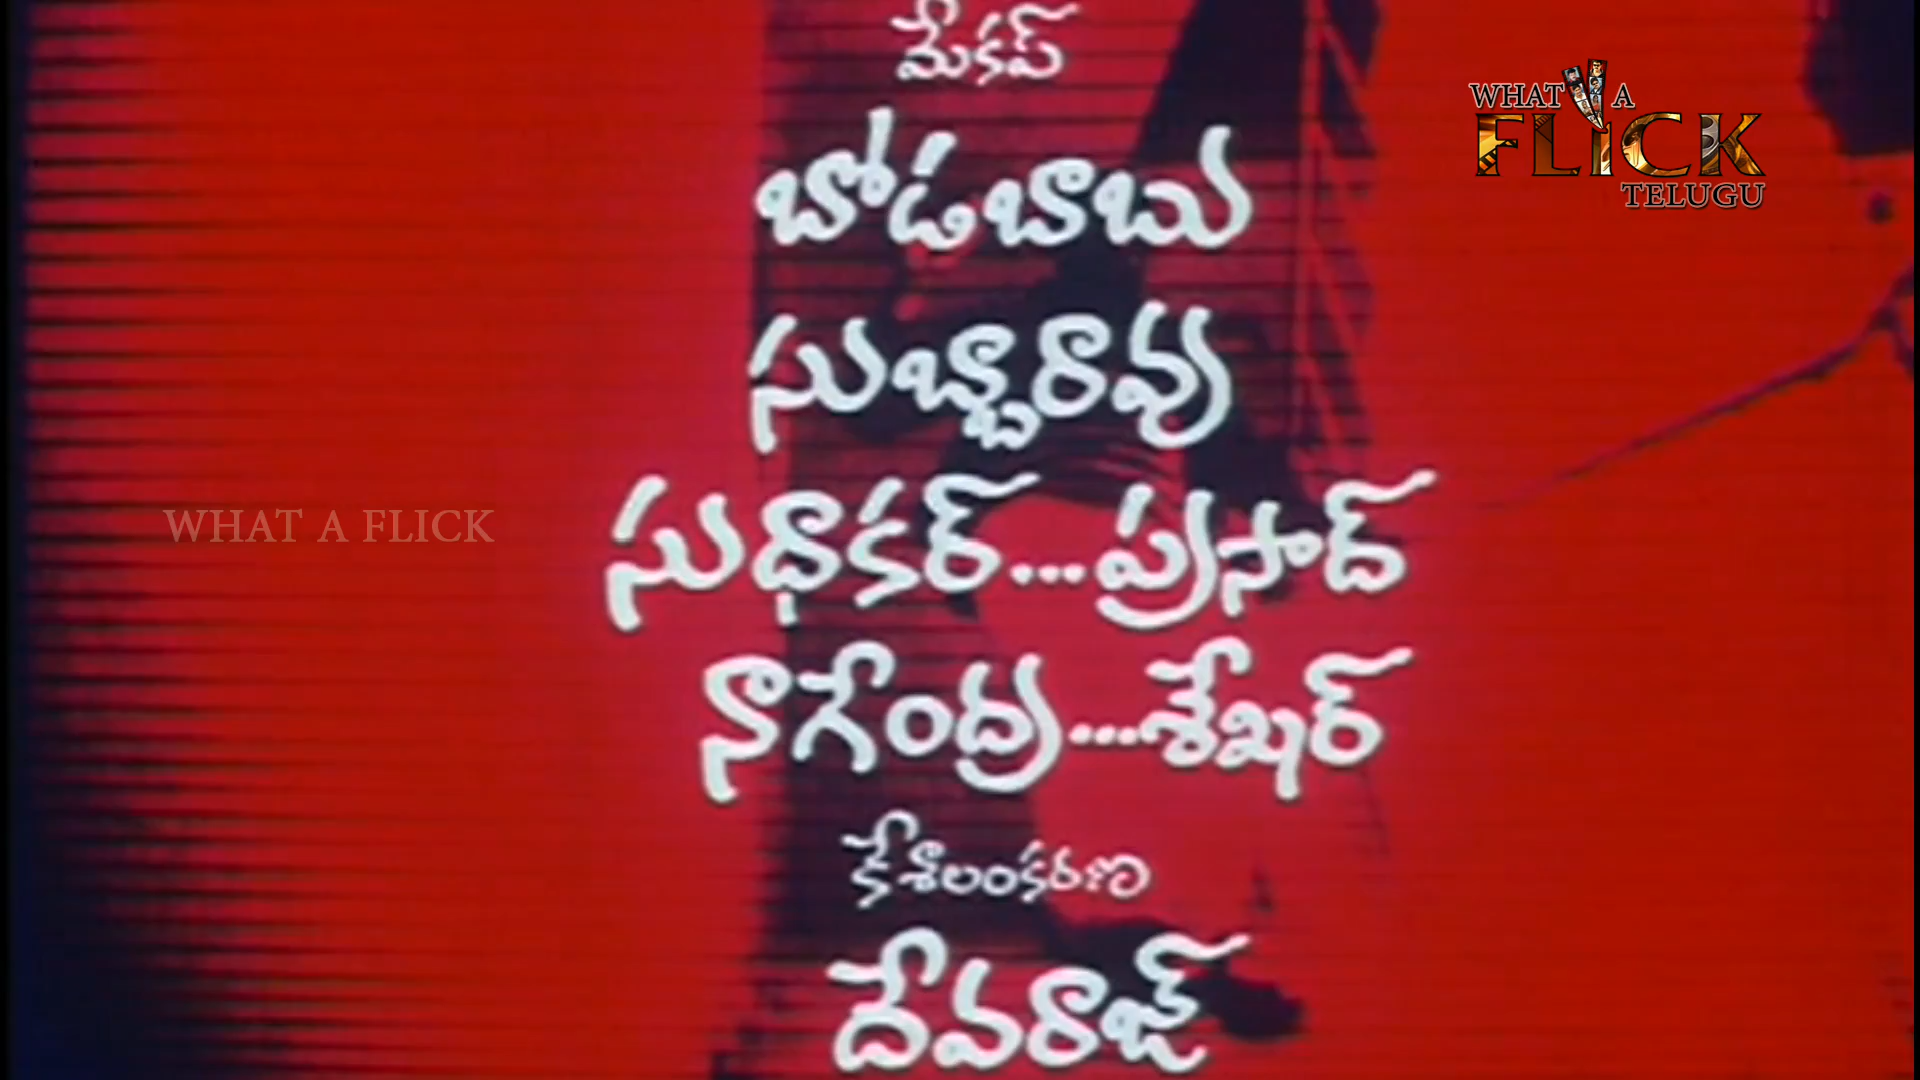 మేకప్
WHAT A
FLICK
TELUGU
బోడబాబు
సుబ్బారావు
WHAT A FLICK
సుధాకర్...ప్రసాద్
నాగేంద్ర...శేఖర్
కేశాలంకరణ
దేవరాజ్